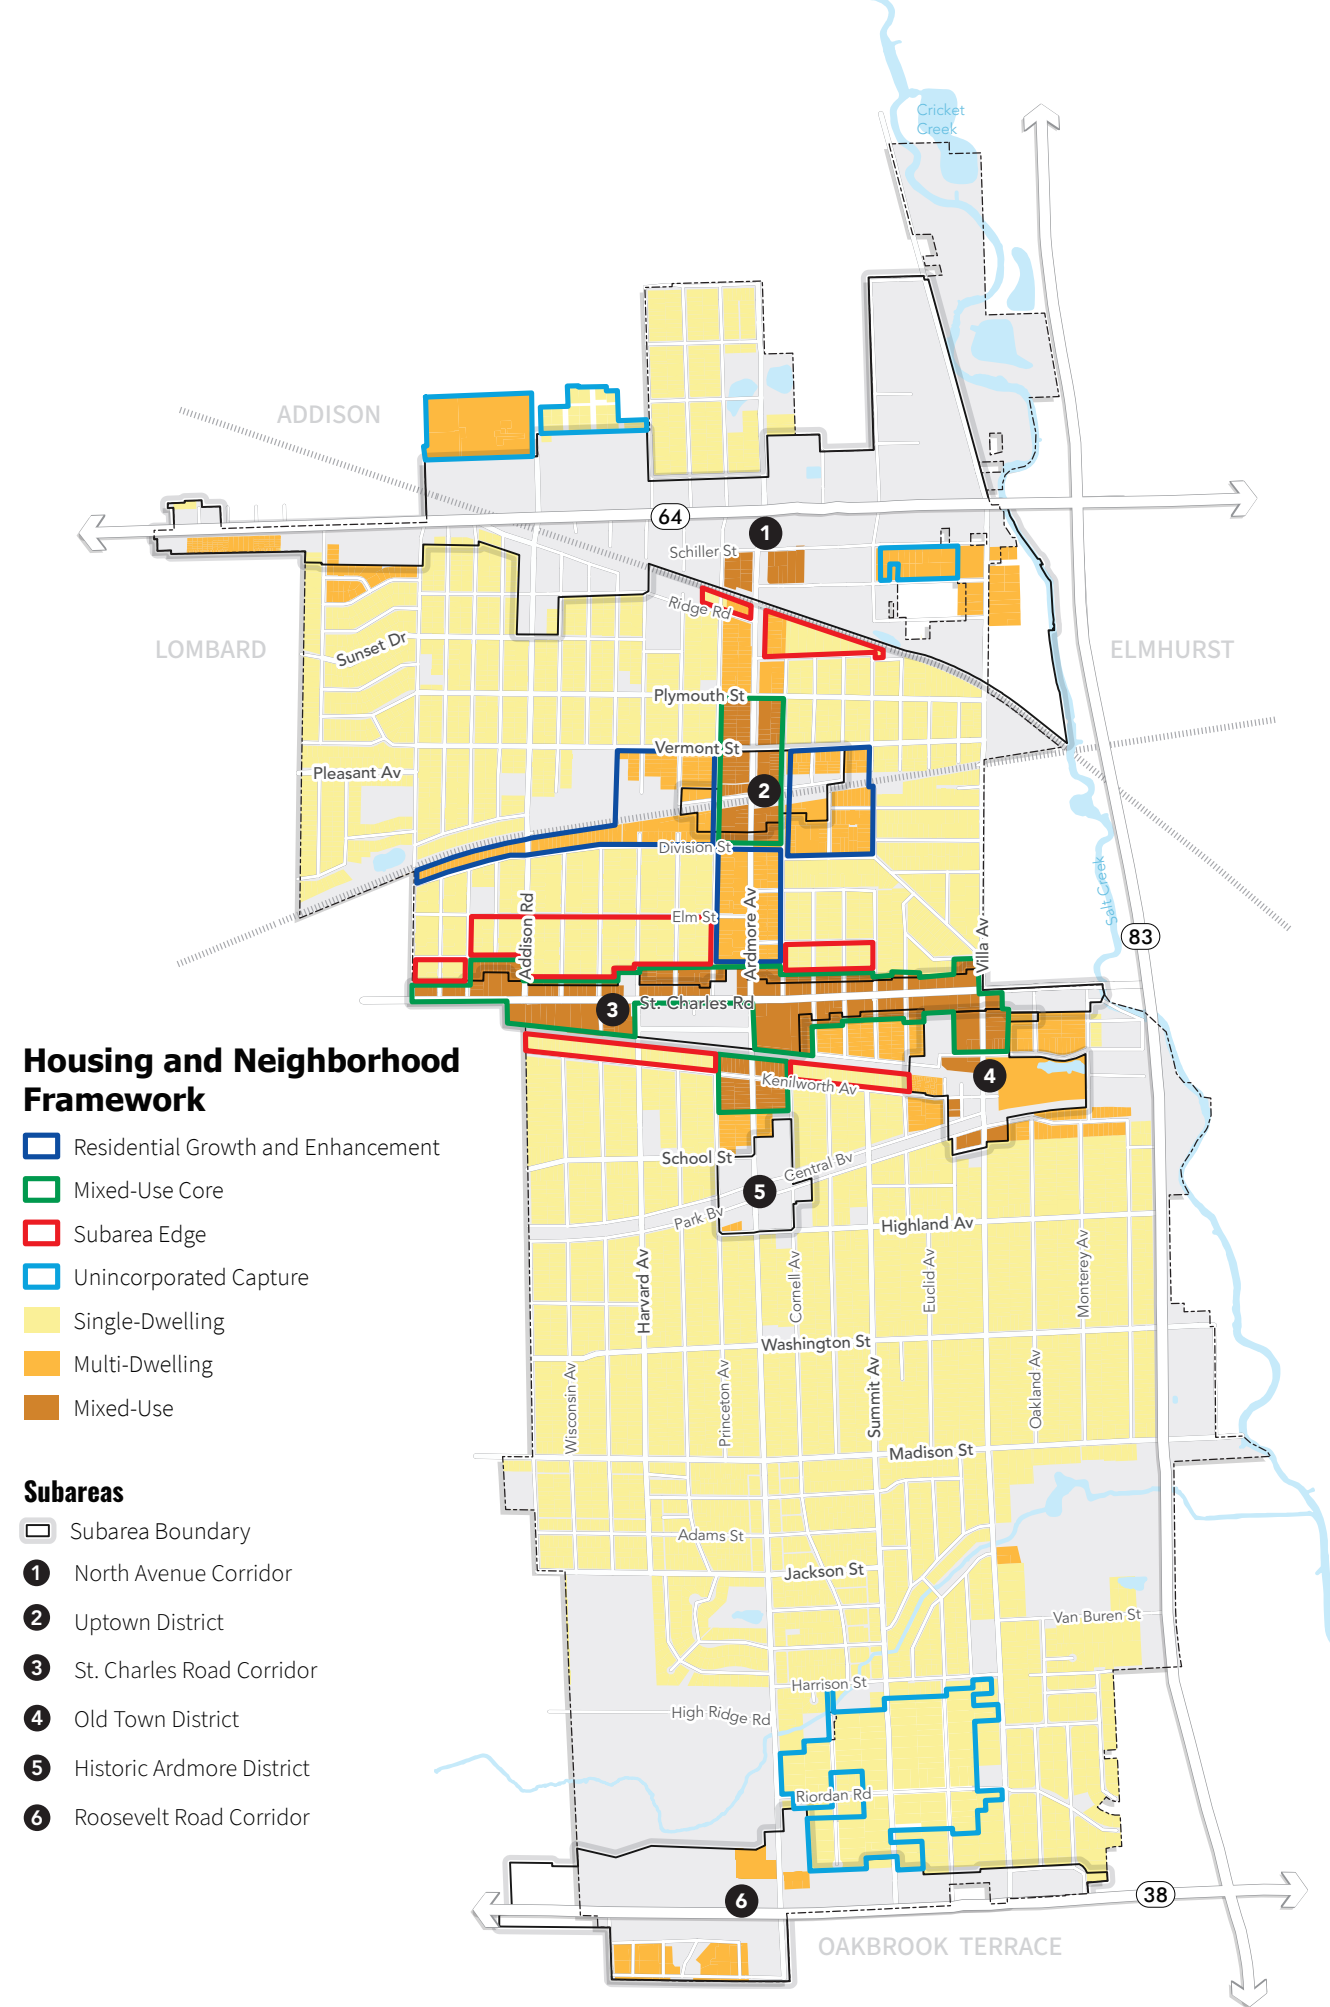 Cricket
Creek
ADDISON
64
1
Schiller St
Ridge Rd
LOMBARD
Sunset Dr
ELMHURST
Plymouth St
Vermont St
Pleasant Av
2
Division St
Salt Creek
Addison Rd
Elm St
Ardmore Av
Villa Av
83
3
St. Charles Rd
4
Kenilworth Av
School St
Central Bv
5
Park Bv
Highland Av
Harvard Av
Cornell Av
Euclid Av
Monterey Av
Washington St
Wisconsin Av
Princeton Av
Summit Av
Oakland Av
Madison St
Adams St
Jackson St
Van Buren St
Harrison St
High Ridge Rd
Riordan Rd
6
38
OAKBROOK TERRACE
Housing and Neighborhood
Framework
Residential Growth and Enhancement
Mixed-Use Core
Subarea Edge
Unincorporated Capture
Single-Dwelling
Multi-Dwelling
Mixed-Use
Subareas
Subarea Boundary
1 North Avenue Corridor
2 Uptown District
3 St. Charles Road Corridor
4 Old Town District
5 Historic Ardmore District
6 Roosevelt Road Corridor